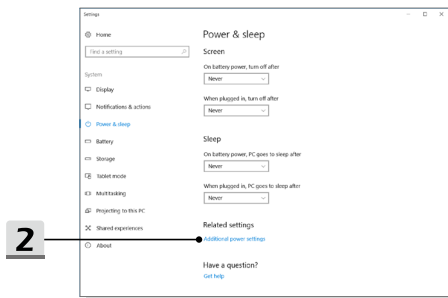 Settings
Home
Power & sleep
Find a setting
Screen
On battery power, turn off after
System
Never
Display
When plugged in, turn off after
Notifications & actions
Never
Power & sleep
Battery
Sleep
Storage
On battery power, PC goes to sleep after
Never
Tablet mode
When plugged in, PC goes to sleep after
Multitasking
Never
Projecting to this PC
Shared experiences
Related settings
2
Additional power settings
About
Have a question?
Get help